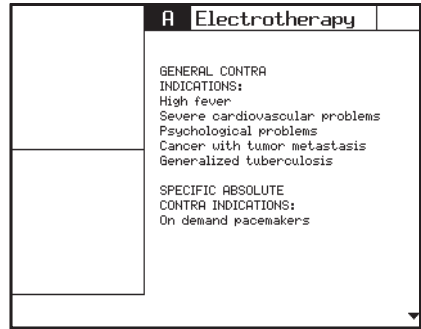 A Electrotherapy
GENERAL CONTRA
INDICATIONS:
High fever
Severe cardiovascular problems
Psychological problems
Cancer with tumor metastasis
Generalized tuberculosis
SPECIFIC ABSOLUTE
CONTRA INDICATIONS:
On demand pacemakers